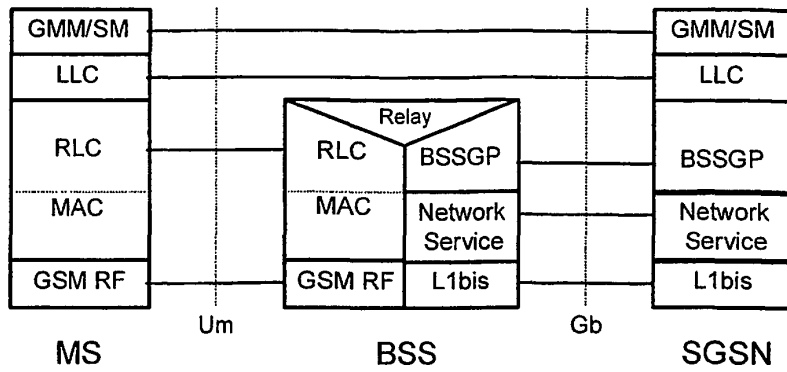 GMM/SM
GMM/SM
LLC
LLC
Relay
RLC
RLC
BSSGP
BSSGP
MAC
MAC
Network
Service
Network
Service
GSM RF
GSM RF
L1bis
L1bis
Um
Gb
MS
BSS
SGSN